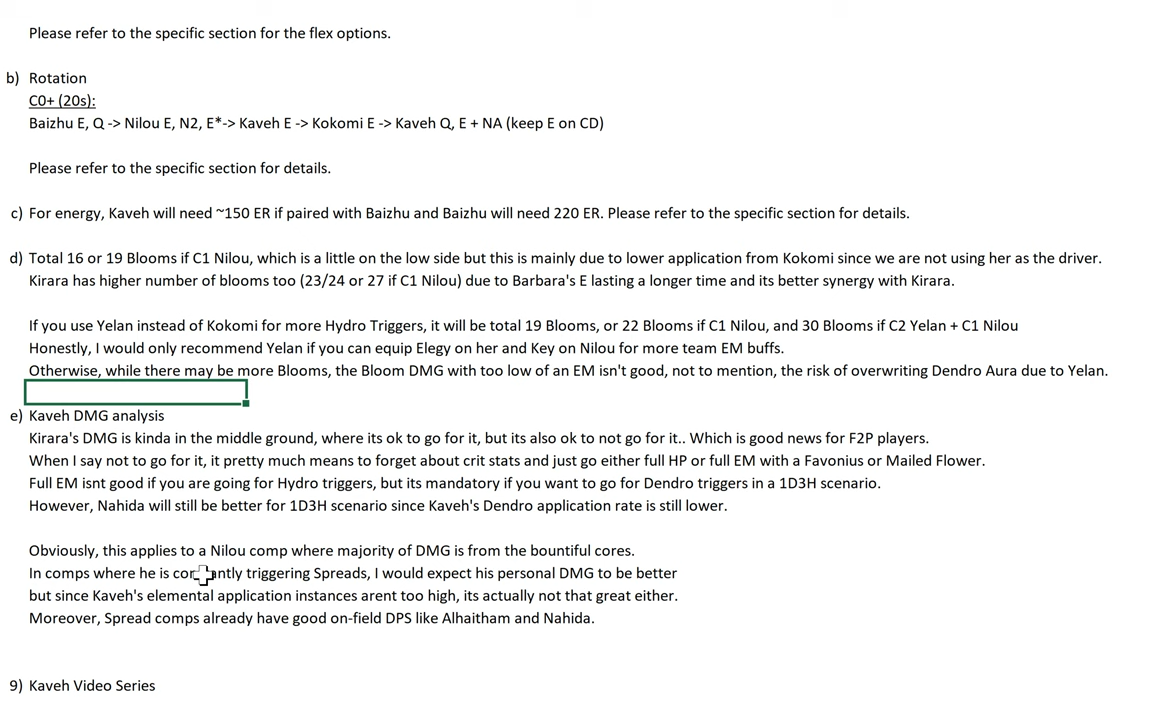 Please refer to the specific section for the flex options.
b) Rotation
C0+ (20s):
Baizhu E, Q -> Nilou E, N2, E*-> Kaveh E -> Kokomi E -> Kaveh Q, E + NA (keep E on CD)
Please refer to the specific section for details.
c) For energy, Kaveh will need ~150 ER if paired with Baizhu and Baizhu will need 220 ER. Please refer to the specific section for details.
d) Total 16 or 19 Blooms if C1 Nilou, which is a little on the low side but this is mainly due to lower application from Kokomi since we are not using her as the driver.
Kirara has higher number of blooms too (23/24 or 27 if C1 Nilou) due to Barbara's E lasting a longer time and its better synergy with Kirara.
If you use Yelan instead of Kokomi for more Hydro Triggers, it will be total 19 Blooms, or 22 Blooms if C1 Nilou, and 30 Blooms if C2 Yelan + C1 Nilou
Honestly, I would only recommend Yelan if you can equip Elegy on her and Key on Nilou for more team EM buffs.
Otherwise, while there may be more Blooms, the Bloom DMG with too low of an EM isn't good, not to mention, the risk of overwriting Dendro Aura due to Yelan.
e) Kaveh DMG analysis
Kirara's DMG is kinda in the middle ground, where its ok to go for it, but its also ok to not go for it.. Which is good news for F2P players.
When I say not to go for it, it pretty much means to forget about crit stats and just go either full HP or full EM with a Favonius or Mailed Flower.
Full EM isnt good if you are going for Hydro triggers, but its mandatory if you want to go for Dendro triggers in a 1D3H scenario.
However, Nahida will still be better for 1D3H scenario since Kaveh's Dendro application rate is still lower.
Obviously, this applies to a Nilou comp where majority of DMG is from the bountiful cores.
In comps where he is constantly triggering Spreads, I would expect his personal DMG to be better
but since Kaveh's elemental application instances arent too high, its actually not that great either.
Moreover, Spread comps already have good on-field DPS like Alhaitham and Nahida.
9) Kaveh Video Series